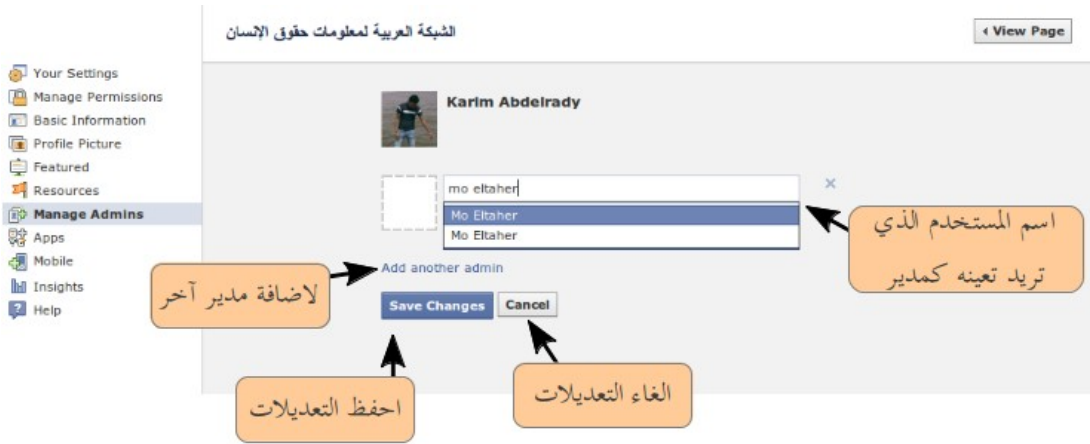 الشبكة العربية لمعلومات حقوق الإنسان
View Page
Your Settings
Manage Permissions
Basic Information
Profile Picture
Featured
Resources
Manage Admins
Apps
Mobile
Insights
Help
Karim Abdelrady
mo eltaher
Mo Eltaher
Mo Eltaher
اسم المستخدم الذي
تريد تعينه كمدير
Add another admin
لاضافة مدير آخر
Save Changes
Cancel
احفظ التعديلات
الغاء التعديلات